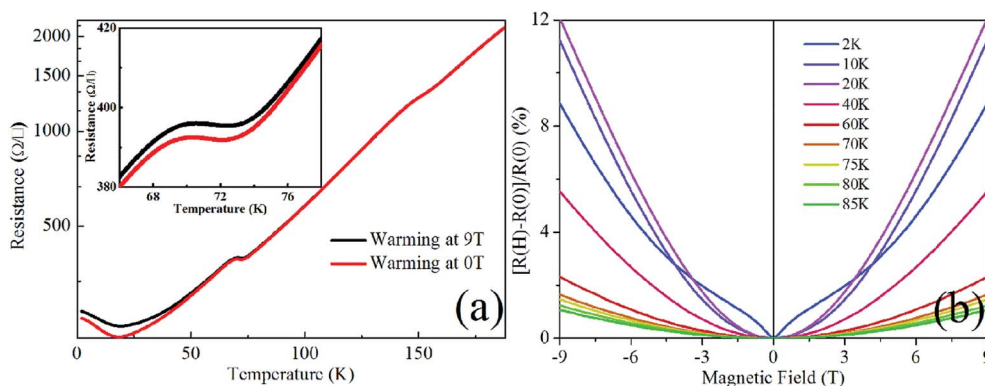 2000
1500
1000
500
Resistance (Ω/□)
0
50
100
150
Temperature (K)
420
400
380
Resistance (Ω/□)
68
72
76
Temperature (K)
Warming at 9T
Warming at 0T
(a)
12
8
4
0
[R(H)-R(0)]/R(0) (%)
-9
-6
-3
0
3
6
9
Magnetic Field (T)
2K
10K
20K
40K
60K
70K
75K
80K
85K
(b)